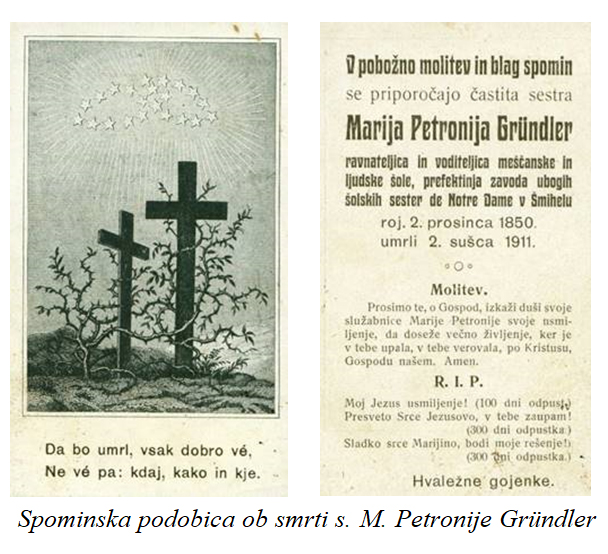 Da bo umrl, vsak dobro vé,
Ne vé pa: kdaj, kako in kje.
V pobožno molitev in blag spomin
se priporočajo častita sestra
Marija Petronija Gründler
ravnateljica in voditeljica meščanske in
ljudske šole, prefektinja zavoda ubogih
šolskih sester de Notre Dame v Šmihelu
roj. 2. prosinca 1850.
umrli 2. sušca 1911.
Molitev.
Prosimo te, o Gospod, izkaži duši svoje
služabnice Marije Petronije svoje usmi-
ljenje, da doseže večno življenje, ker je
v tebe upala, v tebe verovala, po Kristusu,
Gospodu našem. Amen.
R. I. P.
Moj Jezus usmiljenje! (100 dni odpust.)
Presveto Srce Jezusovo, v tebe zaupam!
(300 dni odpustka.)
Sladko srce Marijino, bodi moje rešenje!
(300 dni odpustka.)
Hvaležne gojenke.
Spominska podobica ob smrti s. M. Petronije Gründler